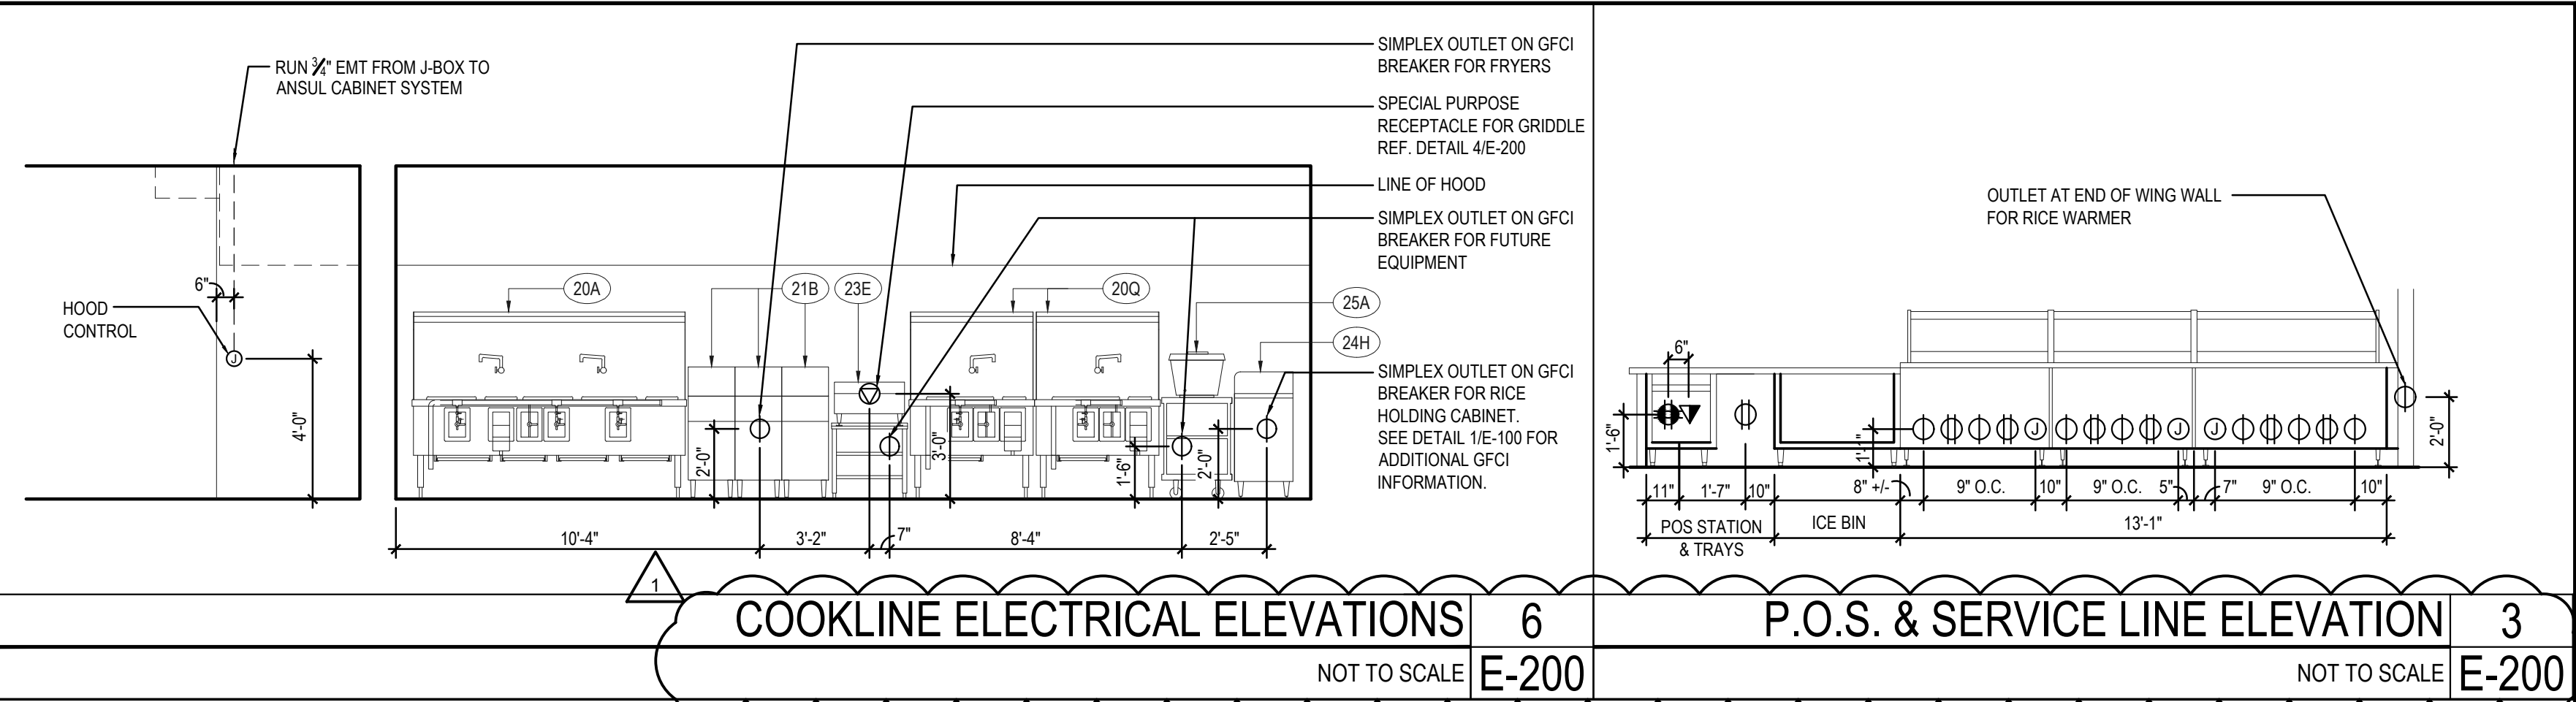 RUN 3/4" EMT FROM J-BOX TO
ANSUL CABINET SYSTEM
6"
HOOD
CONTROL
J
4'-0"
SIMPLEX OUTLET ON GFCI
BREAKER FOR FRYERS
SPECIAL PURPOSE
RECEPTACLE FOR GRIDDLE
REF. DETAIL 4/E-200
LINE OF HOOD
SIMPLEX OUTLET ON GFCI
BREAKER FOR FUTURE
EQUIPMENT
20A
21B
23E
20Q
25A
24H
SIMPLEX OUTLET ON GFCI
BREAKER FOR RICE
HOLDING CABINET.
SEE DETAIL 1/E-100 FOR
ADDITIONAL GFCI
INFORMATION.
2'-0"
3'-0"
1'-6"
2'-0"
10'-4"
3'-2"
7"
8'-4"
2'-5"
OUTLET AT END OF WING WALL
FOR RICE WARMER
6"
1'-6"
1'-1"
J
J
J
2'-0"
11"
1'-7"
10"
8" +/-
9" O.C.
10"
9" O.C.
5"
7"
9" O.C.
10"
POS STATION
& TRAYS
ICE BIN
13'-1"
1
COOKLINE ELECTRICAL ELEVATIONS
6
NOT TO SCALE
E-200
P.O.S. & SERVICE LINE ELEVATION
3
NOT TO SCALE
E-200